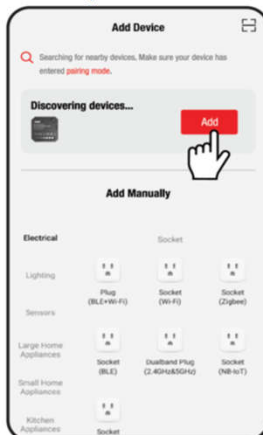 Add Device
Searching for nearby devices. Make sure your device has
entered pairing mode.
Discovering devices...
Add
Add Manually
Electrical
Socket
Lighting
Plug
(BLE+Wi-Fi)
Socket
(Wi-Fi)
Socket
(Zigbee)
Sensors
Large Home
Appliances
Socket
(BLE)
Dualband Plug
(2.4GHz&5GHz)
Socket
(NB-IoT)
Small Home
Appliances
Kitchen
Appliances
Socket